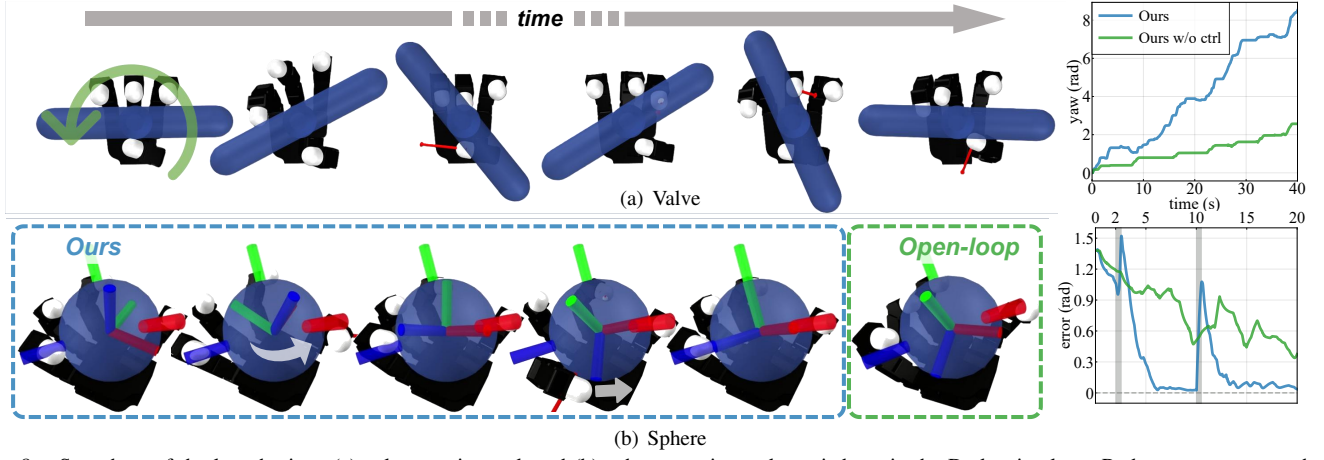 time
(a) Valve
Ours
Ours w/o ctrl
yaw (rad)
8
6
4
2
0
0 10 20 30 40
time (s)
Ours
Open-loop
(b) Sphere
0 2 5 10 15 20
error (rad)
1.5
1.2
0.9
0.6
0.3
0